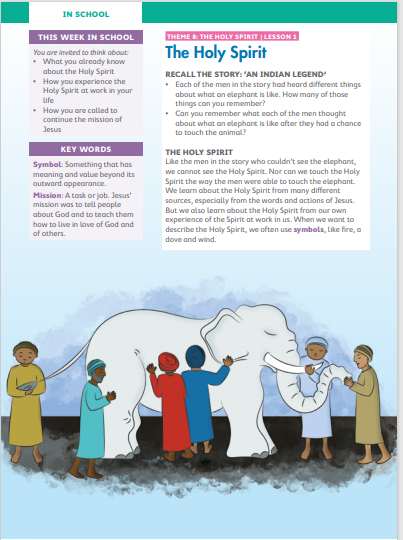 IN SCHOOL
THIS WEEK IN SCHOOL
You are invited to think about:
• What you already
know about the Holy Spirit
• How you experience the
Holy Spirit at work in your
life
• How you are called to
continue the mission of
Jesus
KEY WORDS
Symbol: Something that has
meaning and value beyond its
outward appearance.
Mission: A task or job. Jesus'
mission was to tell people
about God and to teach them
how to live in love of God and
of others.
THEME 8: THE HOLY SPIRIT | LESSON 1
The Holy Spirit
RECALL THE STORY: 'AN INDIAN LEGEND'
• Each of the men in the story had heard different things
about what an elephant is like. How many of those
things can you remember?
• Can you remember what each of the men thought
about what an elephant is like after they had a chance
to touch the animal?
THE HOLY SPIRIT
Like the men in the story who couldn't see the elephant,
we cannot see the Holy Spirit. Nor can we touch the Holy
Spirit the way the men were able to touch the elephant.
We learn about the Holy Spirit from many different
sources, especially from the words and actions of Jesus.
But we also learn about the Holy Spirit from our own
experience of the Spirit at work in us. When we want to
describe the Holy Spirit, we often use symbols, like fire, a
dove and wind.